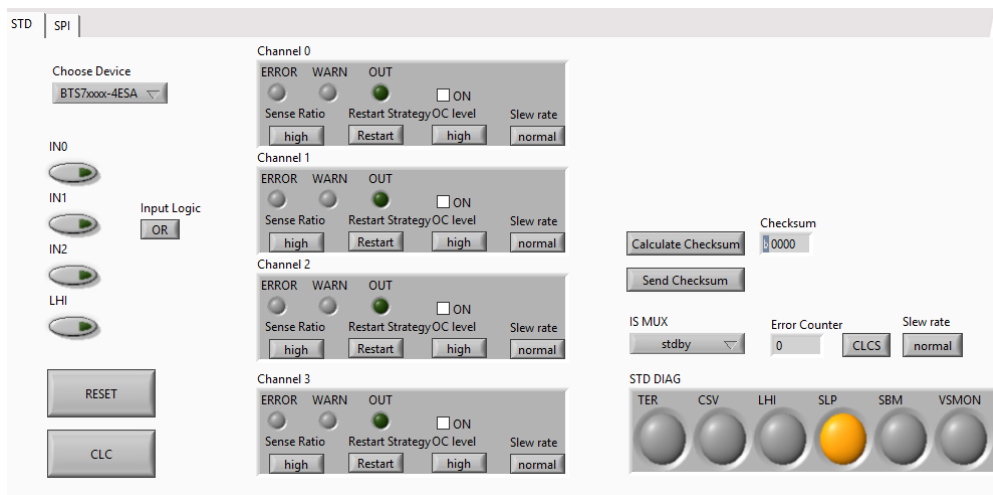 STD SPI
Choose Device
BTS7xxxx-4ESA
IN0
IN1
Input Logic
OR
IN2
LHI
RESET
CLC
Channel 0
ERROR WARN OUT
ON
Sense Ratio Restart Strategy OC level Slew rate
high Restart high normal
Channel 1
ERROR WARN OUT
ON
Sense Ratio Restart Strategy OC level Slew rate
high Restart high normal
Channel 2
ERROR WARN OUT
ON
Sense Ratio Restart Strategy OC level Slew rate
high Restart high normal
Channel 3
ERROR WARN OUT
ON
Sense Ratio Restart Strategy OC level Slew rate
high Restart high normal
Checksum
Calculate Checksum b 0000
Send Checksum
IS MUX Error Counter Slew rate
stdby 0 CLCS normal
STD DIAG
TER CSV LHI SLP SBM VSMON